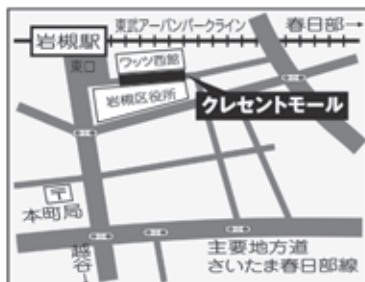 東武アーバンパークライン
春日部→
岩槻駅
東口
ワッツ西館
岩槻区役所
クレセントモール
〒
本町局
越谷→
主要地方道
さいたま春日部線